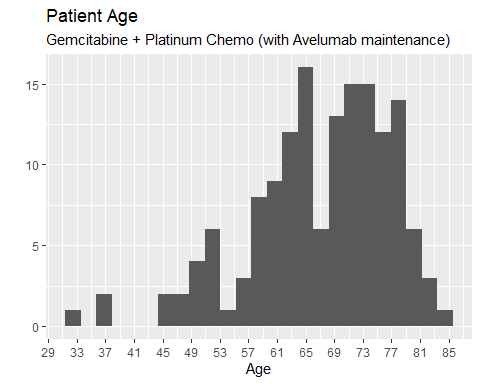 Patient Age
Gemcitabine + Platinum Chemo (with Avelumab maintenance)
15
10
5
0
29 33 37 41 45 49 53 57 61 65 69 73 77 81 85
Age